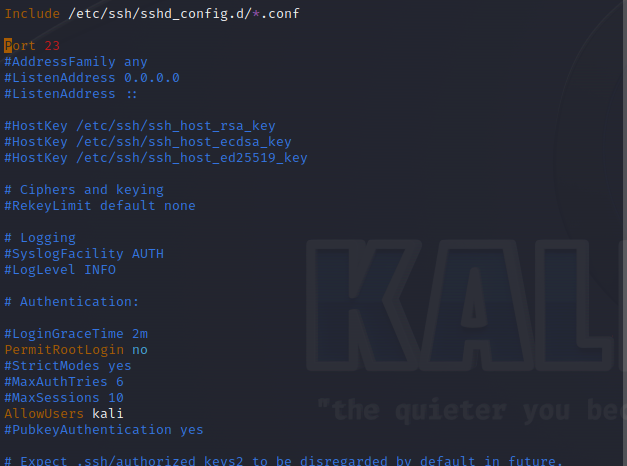 Include /etc/ssh/sshd_config.d/*.conf
Port 23
#AddressFamily any
#ListenAddress 0.0.0.0
#ListenAddress ::
#HostKey /etc/ssh/ssh_host_rsa_key
#HostKey /etc/ssh/ssh_host_ecdsa_key
#HostKey /etc/ssh/ssh_host_ed25519_key
# Ciphers and keying
#RekeyLimit default none
# Logging
#SyslogFacility AUTH
#LogLevel INFO
# Authentication:
#LoginGraceTime 2m
PermitRootLogin no
#StrictModes yes
#MaxAuthTries 6
#MaxSessions 10
AllowUsers kali
#PubkeyAuthentication yes
# Expect .ssh/authorized_keys2 to be disregarded by default in future.
KAL
"the quieter you bec